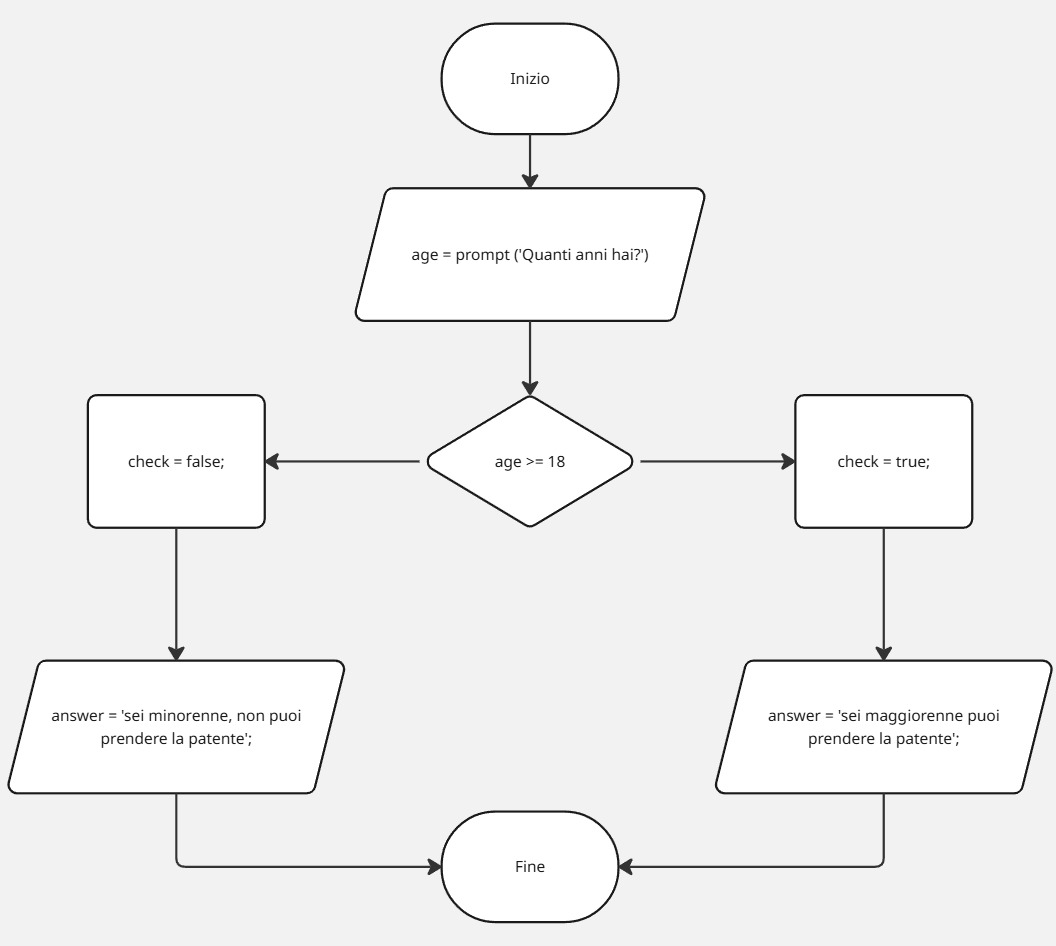 Inizio
age = prompt ('Quanti anni hai?')
check = false;
age >= 18
check = true;
answer = 'sei minorenne, non puoi
prendere la patente';
answer = 'sei maggiorenne puoi
prendere la patente';
Fine